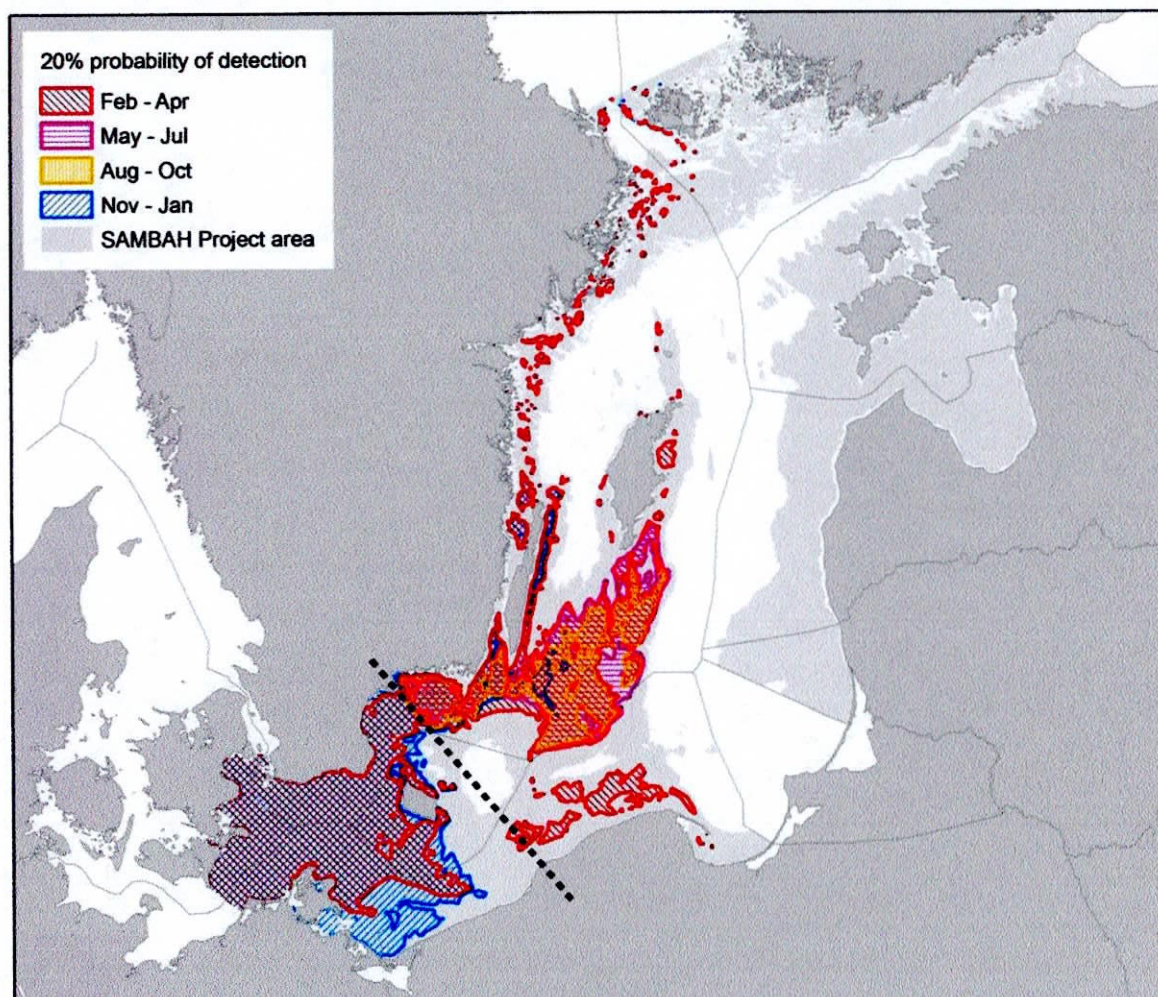 20% probability of detection
Feb - Apr
May - Jul
Aug - Oct
Nov - Jan
SAMBAH Project area